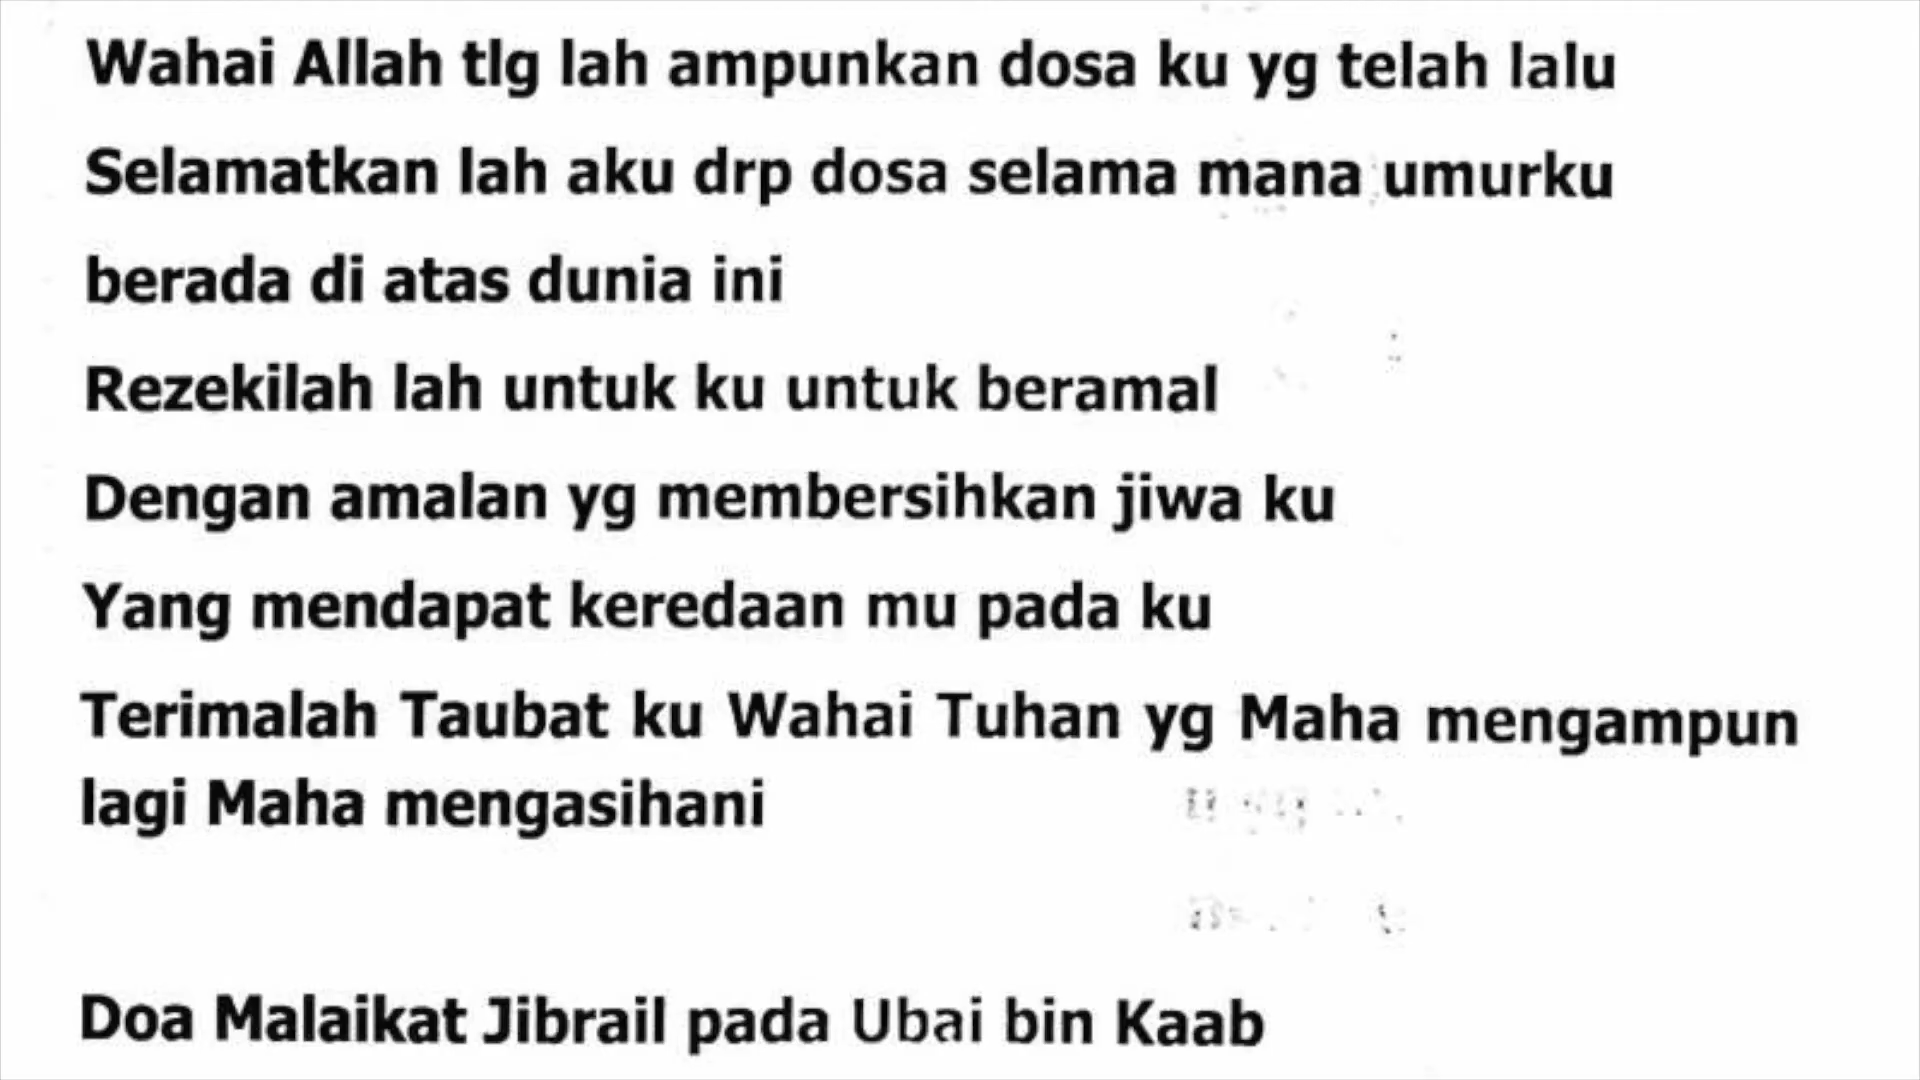 Wahai Allah tlg lah ampunkan dosa ku yg telah lalu
Selamatkan lah aku drp dosa selama mana umurku
berada di atas dunia ini
Rezekilah lah untuk ku untuk beramal
Dengan amalan yg membersihkan jiwa ku
Yang mendapat keredaan mu pada ku
Terimalah Taubat ku Wahai Tuhan yg Maha mengampun
lagi Maha mengasihani
Doa Malaikat Jibrail pada Ubai bin Kaab